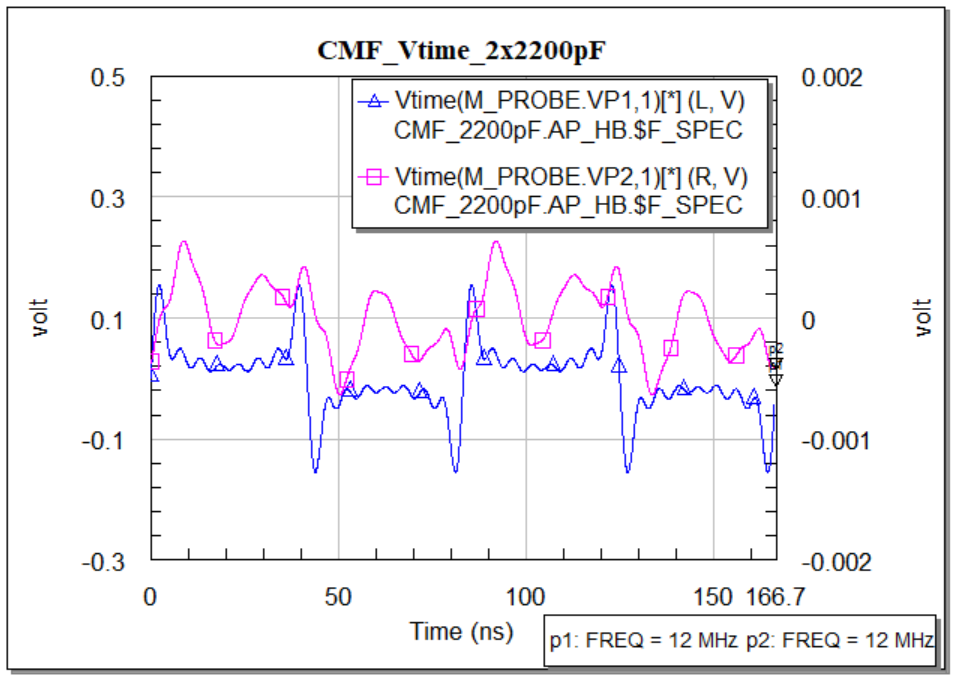 CMF_Vtime_2x2200pF
0.5
0.3
0.1
-0.1
-0.3
volt
Vtime(M_PROBE.VP1,1)[*] (L, V)
CMF_2200pF.AP_HB.$F_SPEC
Vtime(M_PROBE.VP2,1)[*] (R, V)
CMF_2200pF.AP_HB.$F_SPEC
0.002
0.001
0
-0.001
-0.002
volt
p2
0 50 100 150 166.7
Time (ns)
p1: FREQ = 12 MHz p2: FREQ = 12 MHz